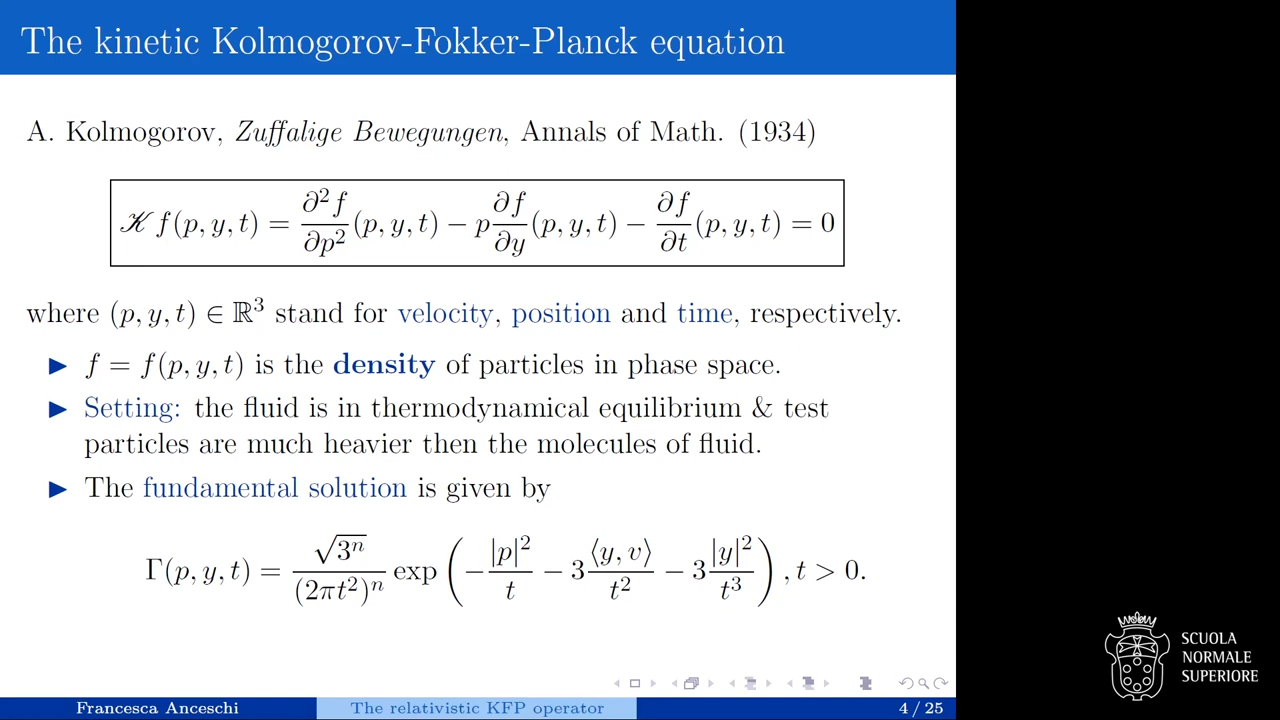 The kinetic Kolmogorov-Fokker-Planck equation
A. Kolmogorov, Zuffalige Bewegungen, Annals of Math. (1934)
𝒦 f(p, y, t) = ∂²f/∂p² (p, y, t) − p ∂f/∂y (p, y, t) − ∂f/∂t (p, y, t) = 0
where (p, y, t) ∈ ℝ³ stand for velocity, position and time, respectively.
▶ f = f(p, y, t) is the density of particles in phase space.
▶ Setting: the fluid is in thermodynamical equilibrium & test
particles are much heavier then the molecules of fluid.
▶ The fundamental solution is given by
Γ(p, y, t) = √3ⁿ/(2πt²)ⁿ exp(−|p|²/t − 3⟨y, v⟩/t² − 3|y|²/t³), t > 0.
SCUOLA
NORMALE
SUPERIORE
Francesca Anceschi The relativistic KFP operator 4 / 25